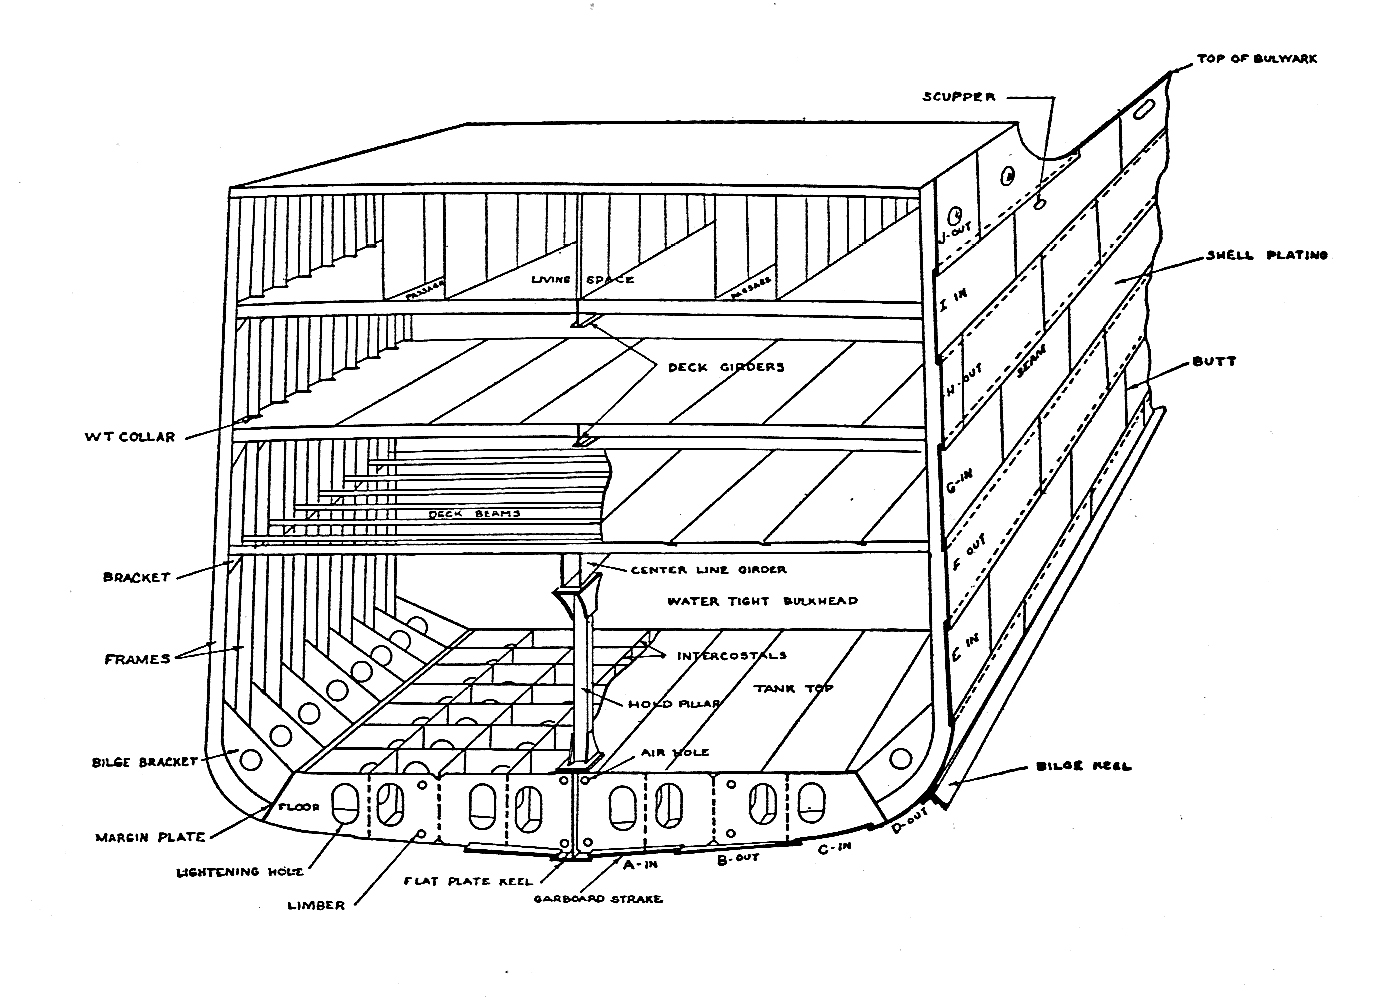 TOP OF BULWARK
SCUPPER
J-OUT
SHELL PLATING
LIVING SPACE
PASSAGE
PASSAGE
I IN
DECK GIRDERS
SEAM
BUTT
H-OUT
WT COLLAR
G-IN
DECK BEAMS
F OUT
BRACKET
CENTER LINE GIRDER
WATER TIGHT BULKHEAD
E IN
FRAMES
INTERCOSTALS
TANK TOP
HOLD PILLAR
AIR HOLE
BILGE BRACKET
BILGE KEEL
FLOOR
D-OUT
MARGIN PLATE
A-IN
B-OUT
C-IN
LIGHTENING HOLE
FLAT PLATE KEEL
GARBOARD STRAKE
LIMBER